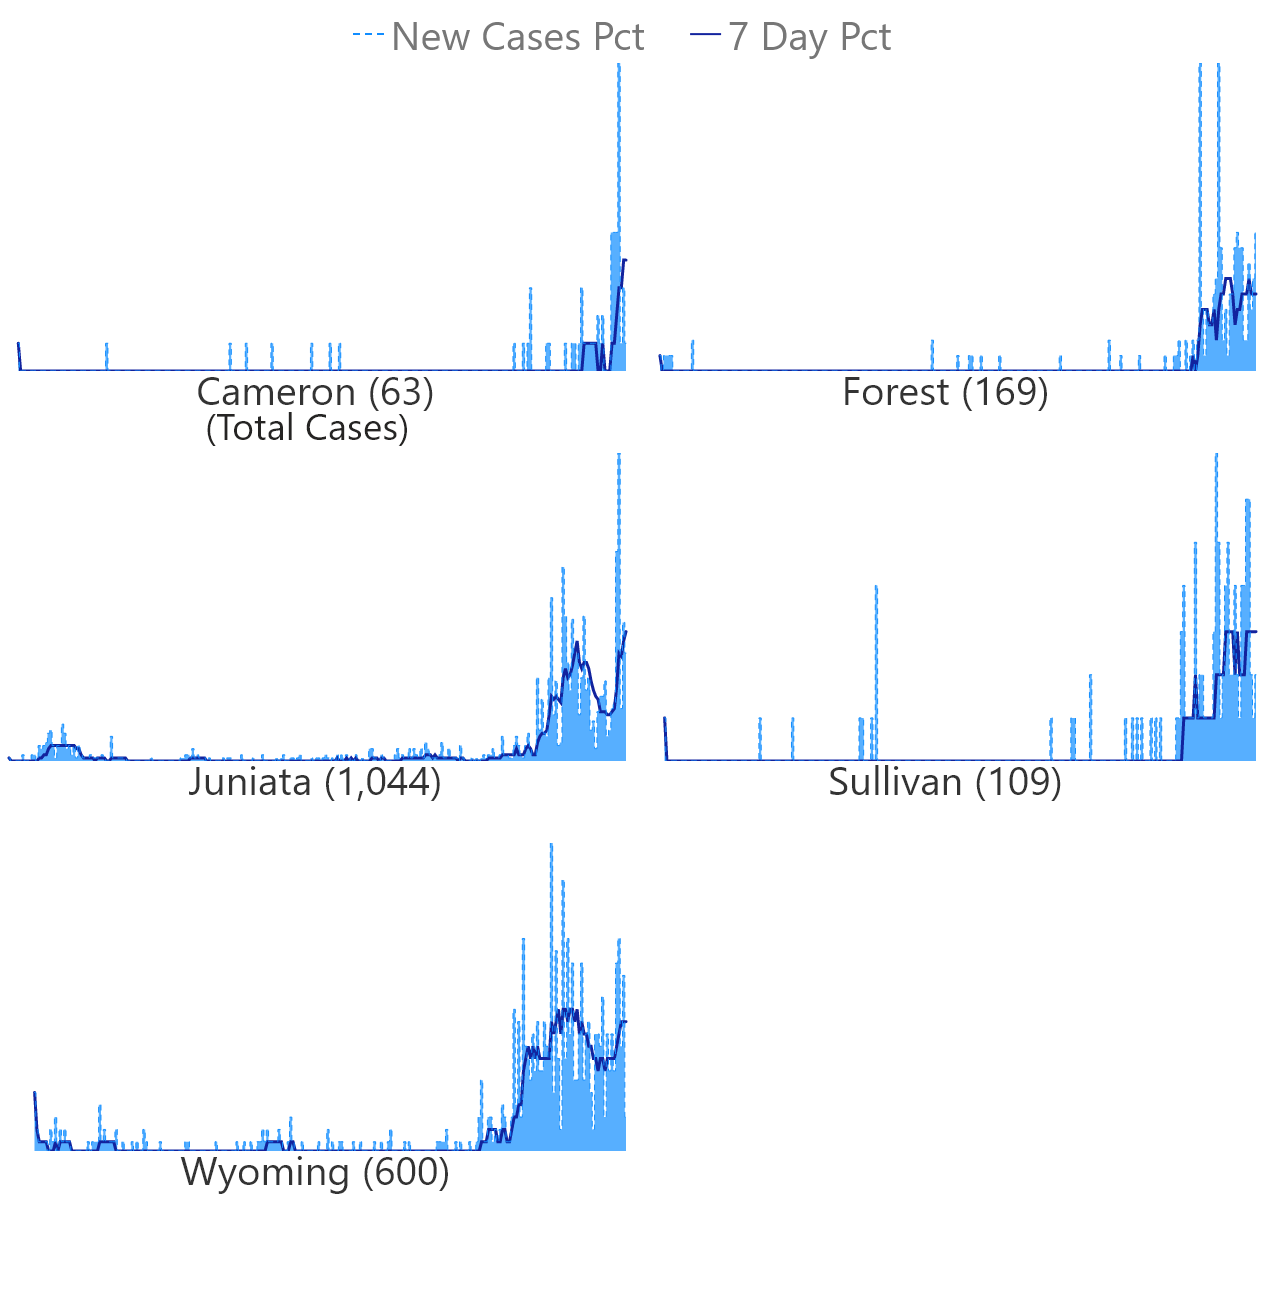 New Cases Pct 7 Day Pct
Cameron (63) Forest (169)
(Total Cases)
Juniata (1,044) Sullivan (109)
Wyoming (600)